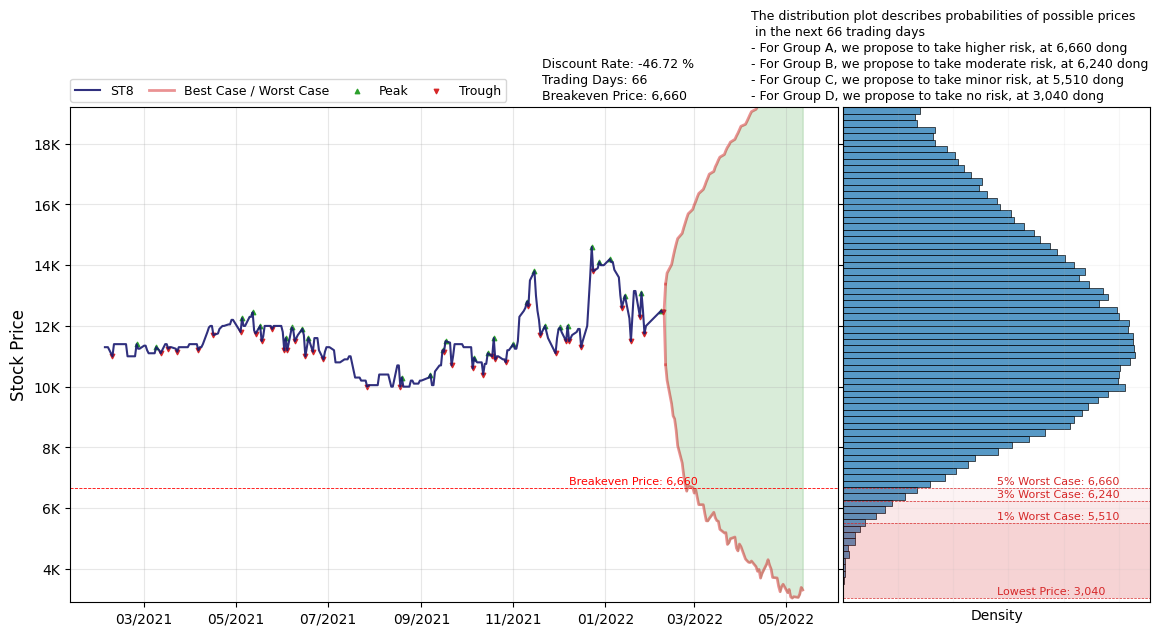 The distribution plot describes probabilities of possible prices
in the next 66 trading days
- For Group A, we propose to take higher risk, at 6,660 dong
- For Group B, we propose to take moderate risk, at 6,240 dong
- For Group C, we propose to take minor risk, at 5,510 dong
- For Group D, we propose to take no risk, at 3,040 dong
Discount Rate: -46.72 %
Trading Days: 66
Breakeven Price: 6,660
ST8
Best Case / Worst Case
Peak
Trough
Stock Price
18K
16K
14K
12K
10K
8K
6K
4K
Breakeven Price: 6,660
03/2021
05/2021
07/2021
09/2021
11/2021
01/2022
03/2022
05/2022
5% Worst Case: 6,660
3% Worst Case: 6,240
1% Worst Case: 5,510
Lowest Price: 3,040
Density